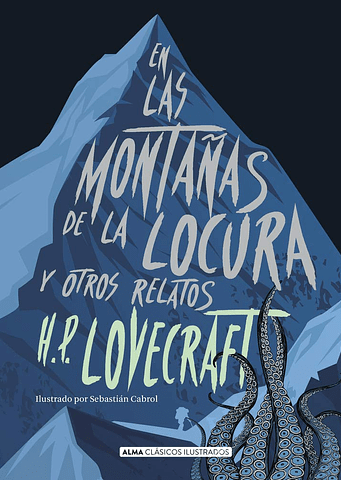 EN
LAS
MONTAÑAS
DE LA LOCURA
Y OTROS RELATOS
H.P. LOVECRAFT
Ilustrado por Sebastián Cabrol
ALMA CLÁSICOS ILUSTRADOS